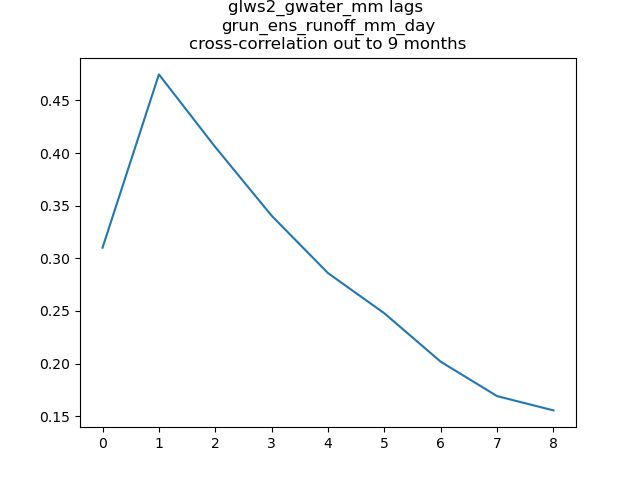 glws2_gwater_mm lags
grun_ens_runoff_mm_day
cross-correlation out to 9 months
0.45
0.40
0.35
0.30
0.25
0.20
0.15
0 1 2 3 4 5 6 7 8